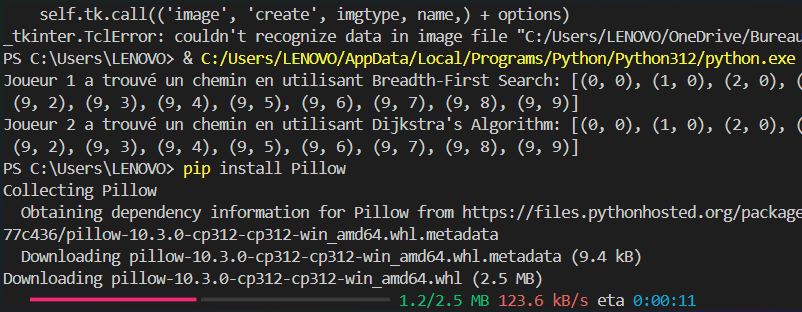 self.tk.call(('image', 'create', imgtype, name,) + options)
_tkinter.TclError: couldn't recognize data in image file "C:/Users/LENOVO/OneDrive/Bureau
PS C:\Users\LENOVO> & C:/Users/LENOVO/AppData/Local/Programs/Python/Python312/python.exe
Joueur 1 a trouvé un chemin en utilisant Breadth-First Search: [(0, 0), (1, 0), (2, 0), (
(9, 2), (9, 3), (9, 4), (9, 5), (9, 6), (9, 7), (9, 8), (9, 9)]
Joueur 2 a trouvé un chemin en utilisant Dijkstra's Algorithm: [(0, 0), (1, 0), (2, 0), (
(9, 2), (9, 3), (9, 4), (9, 5), (9, 6), (9, 7), (9, 8), (9, 9)]
PS C:\Users\LENOVO> pip install Pillow
Collecting Pillow
Obtaining dependency information for Pillow from https://files.pythonhosted.org/package
77c436/pillow-10.3.0-cp312-cp312-win_amd64.whl.metadata
Downloading pillow-10.3.0-cp312-cp312-win_amd64.whl.metadata (9.4 kB)
Downloading pillow-10.3.0-cp312-cp312-win_amd64.whl (2.5 MB)
1.2/2.5 MB 123.6 kB/s eta 0:00:11